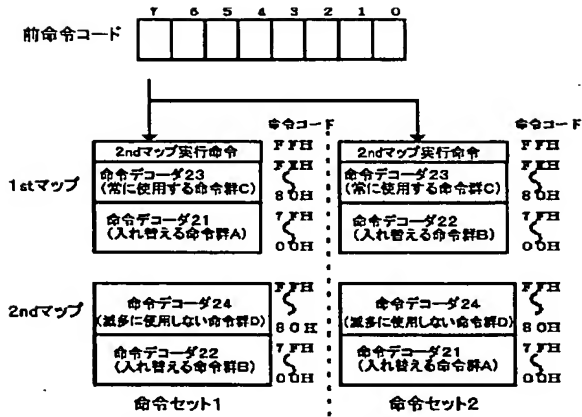 7 6 5 4 3 2 1 0
前命令コード
命令コード 命令コード
2ndマップ実行命令 FFH 2ndマップ実行命令 FFH
1stマップ
命令デコーダ23 FFH 命令デコーダ23 FFH
(常に使用する命令群C) 80H (常に使用する命令群C) 80H
命令デコーダ21 7FH 命令デコーダ22 7FH
(入れ替える命令群A) 00H (入れ替える命令群B) 00H
2ndマップ
命令デコーダ24 FFH 命令デコーダ24 FFH
(滅多に使用しない命令群D) 80H (滅多に使用しない命令群D) 80H
命令デコーダ22 7FH 命令デコーダ21 7FH
(入れ替える命令群B) 00H (入れ替える命令群A) 00H
命令セット1 命令セット2